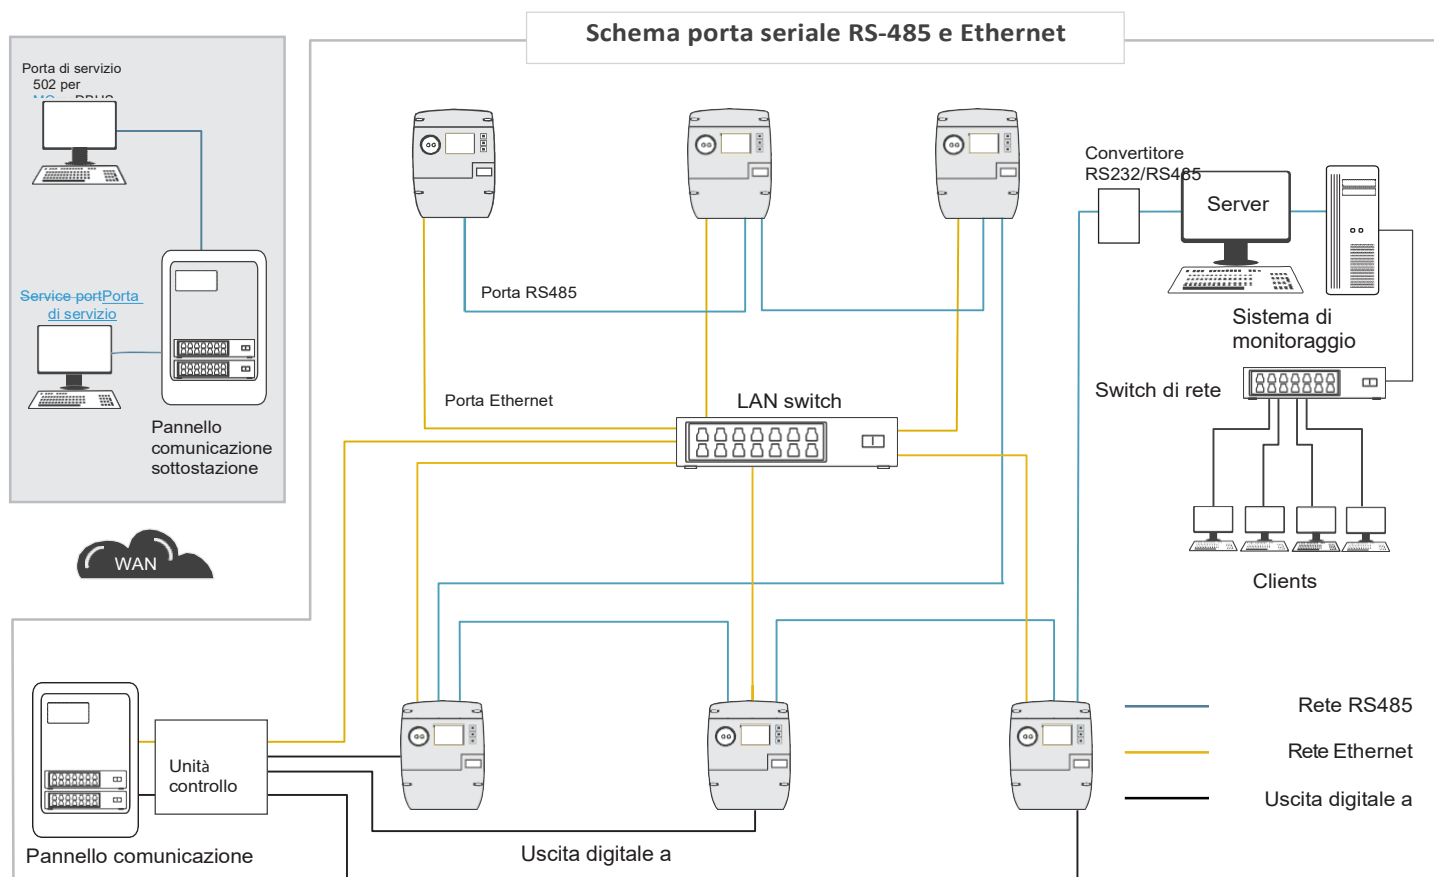 Schema porta seriale RS-485 e Ethernet
Porta di servizio
502 per
Service portPorta
di servizio
Pannello
comunicazione
sottostazione
WAN
Porta RS485
Porta Ethernet
LAN switch
Convertitore
RS232/RS485
Server
Sistema di
monitoraggio
Switch di rete
Clients
Unità
controllo
Pannello comunicazione
Uscita digitale a
Rete RS485
Rete Ethernet
Uscita digitale a